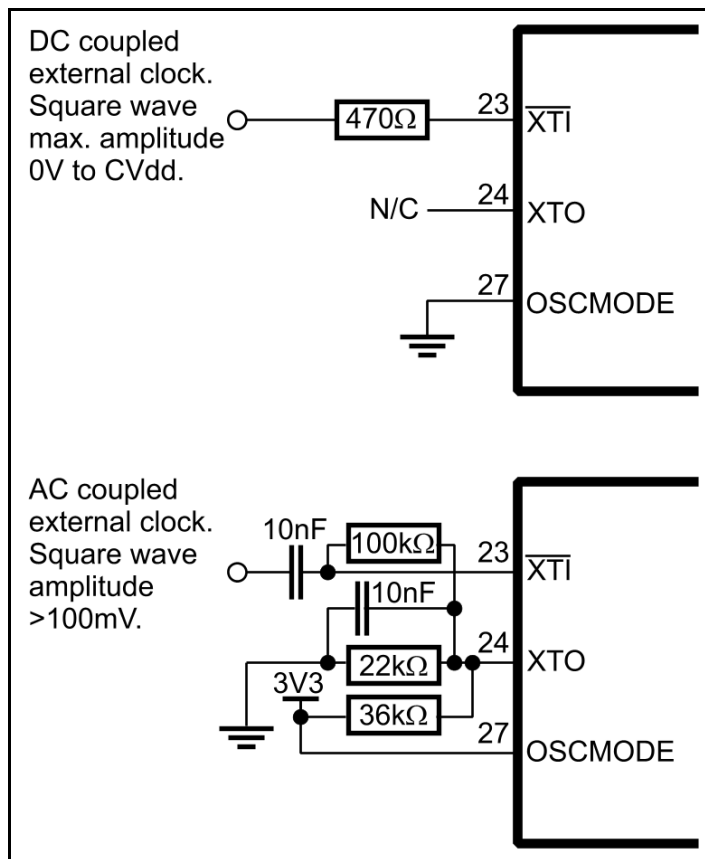 DC coupled
external clock.
Square wave
max. amplitude
0V to CVdd.
470Ω
23
XTI
N/C
24
XTO
27
OSCMODE
AC coupled
external clock.
Square wave
amplitude
>100mV.
10nF
100kΩ
23
XTI
10nF
24
22kΩ
XTO
3V3
36kΩ
27
OSCMODE